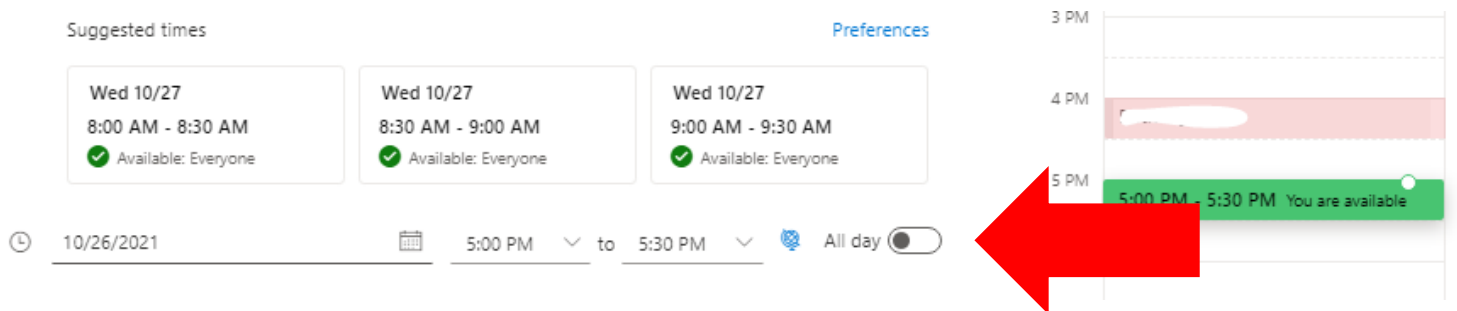 Suggested times
Preferences
Wed 10/27
8:00 AM - 8:30 AM
Available: Everyone
Wed 10/27
8:30 AM - 9:00 AM
Available: Everyone
Wed 10/27
9:00 AM - 9:30 AM
Available: Everyone
10/26/2021
5:00 PM
to
5:30 PM
All day
3 PM
4 PM
5 PM
5:00 PM - 5:30 PM You are available